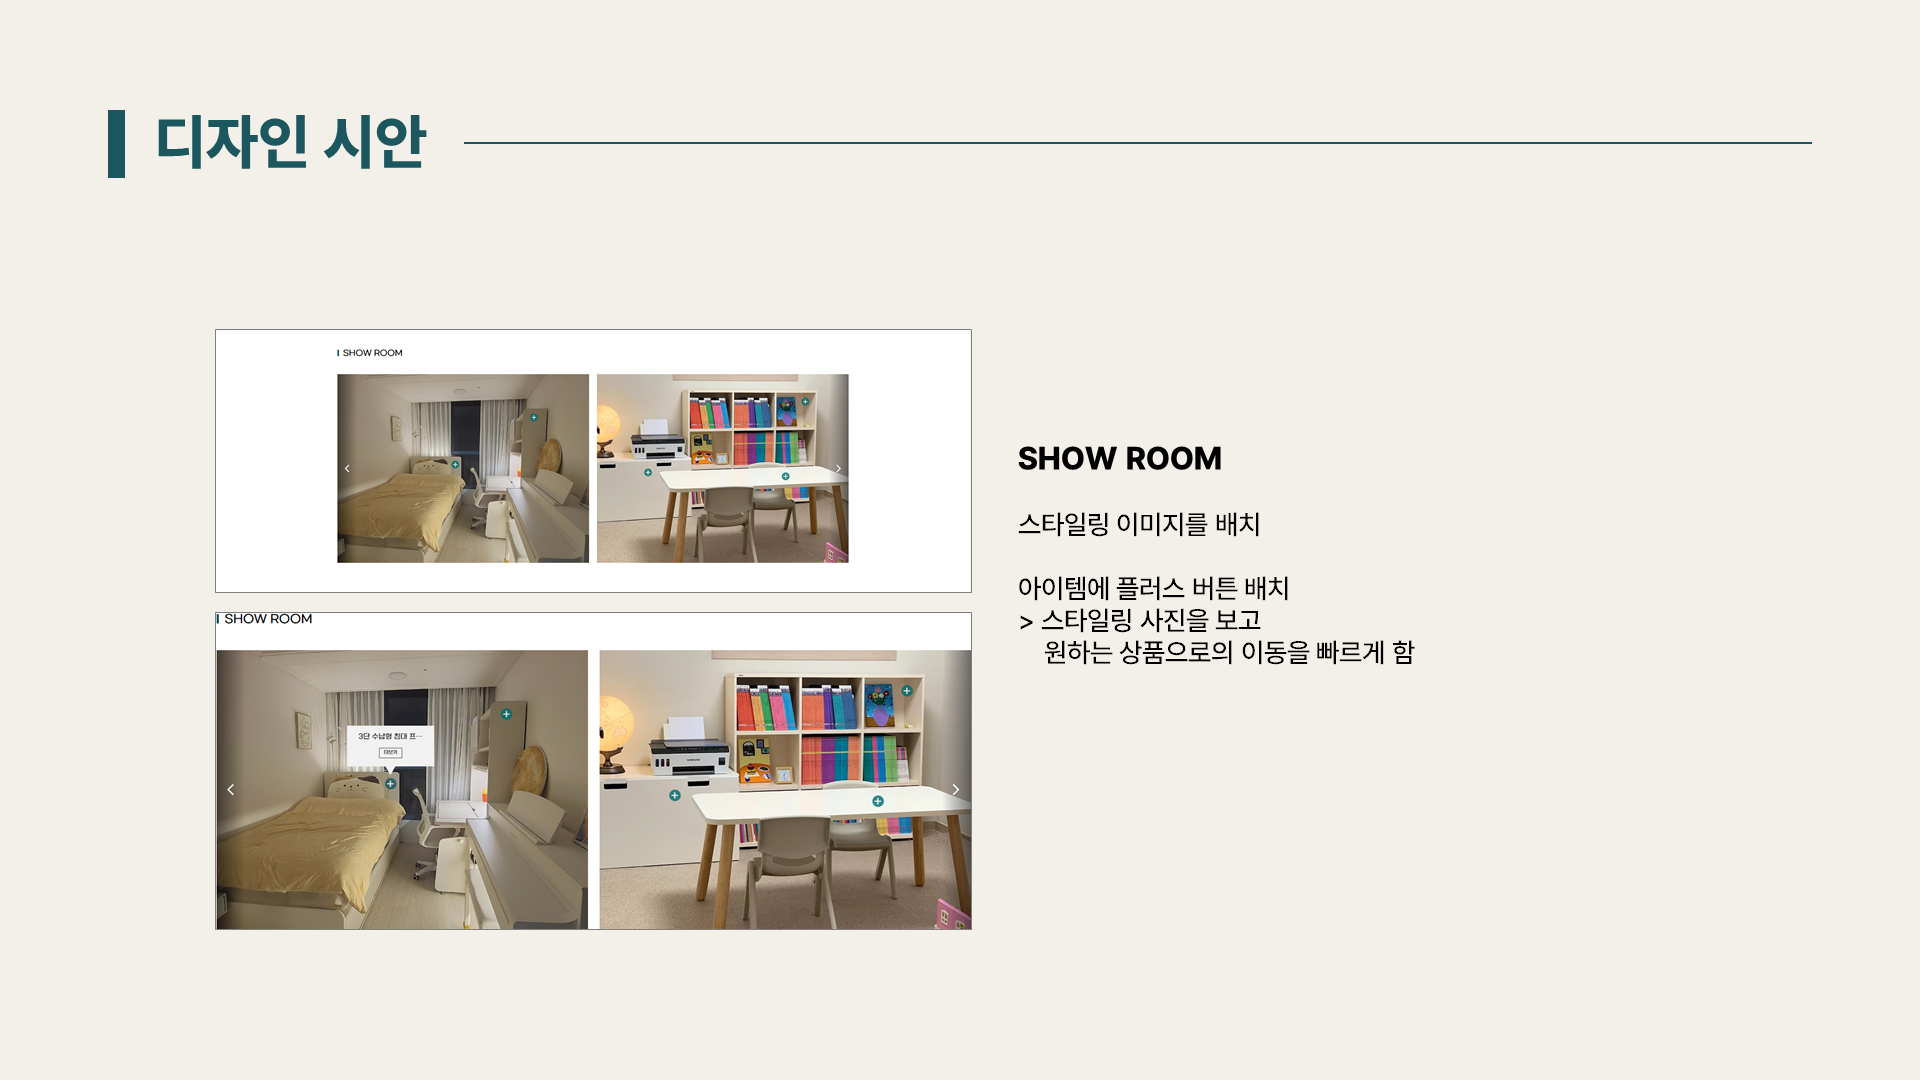 디자인 시안
SHOW ROOM
SHOW ROOM
3단 수납형 침대 프…
더보기
SHOW ROOM
스타일링 이미지를 배치
아이템에 플러스 버튼 배치
> 스타일링 사진을 보고
원하는 상품으로의 이동을 빠르게 함